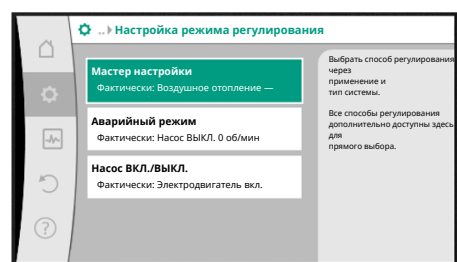 .. Настройка режима регулирования
Мастер настройки
Фактически: Воздушное отопление —
Аварийный режим
Фактически: Насос ВЫКЛ. 0 об/мин
Насос ВКЛ./ВЫКЛ.
Фактически: Электродвигатель вкл.
Выбрать способ регулирования
через
применение и
тип системы.
Все способы регулирования
дополнительно доступны здесь
для
прямого выбора.